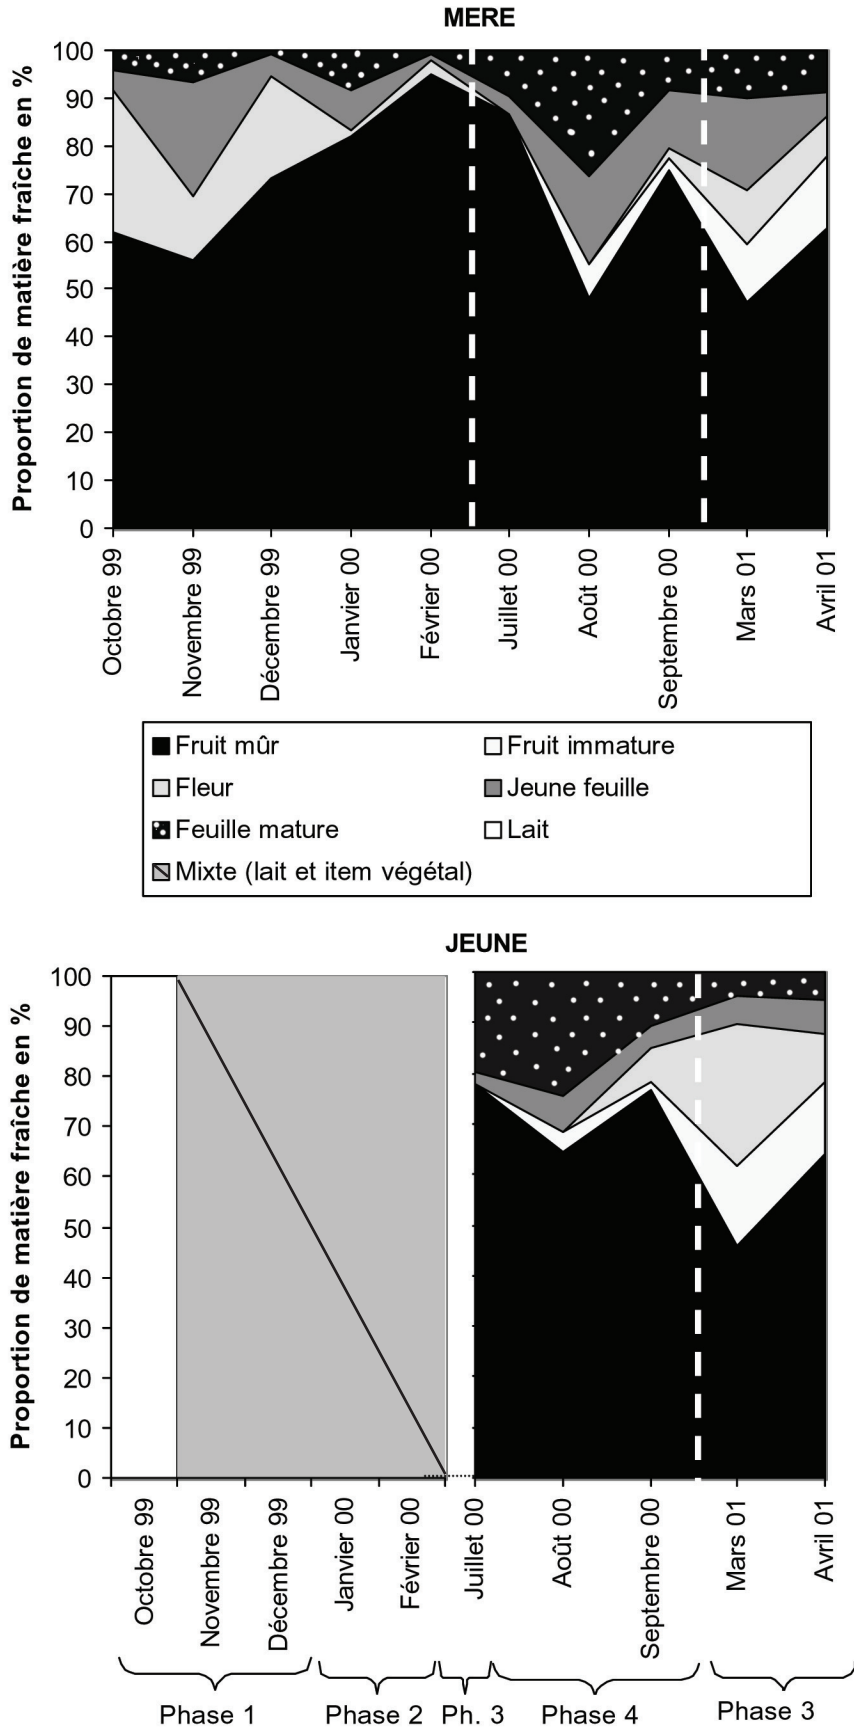 MERE
Proportion de matière fraîche en %
100
90
80
70
60
50
40
30
20
10
0
Octobre 99
Novembre 99
Décembre 99
Janvier 00
Février 00
Juillet 00
Août 00
Septembre 00
Mars 01
Avril 01
Fruit mûr
Fruit immature
Fleur
Jeune feuille
Feuille mature
Lait
Mixte (lait et item végétal)
JEUNE
Proportion de matière fraîche en %
100
90
80
70
60
50
40
30
20
10
0
Octobre 99
Novembre 99
Décembre 99
Janvier 00
Février 00
Juillet 00
Août 00
Septembre 00
Mars 01
Avril 01
Phase 1
Phase 2
Ph. 3
Phase 4
Phase 3